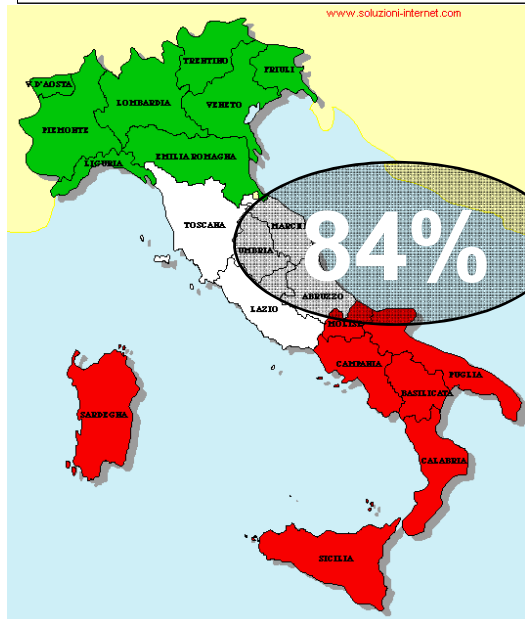 www.soluzioni-internet.com
TRENTINO
FRIULI
V.D'AOSTA
LOMBARDIA
VENETO
PIEMONTE
EMILIA ROMAGNA
LIGURIA
TOSCANA
MARCH
UMBRIA
84%
ABRUZZO
LAZIO
MOLISE
CAMPANIA
PUGLIA
BASILICATA
SARDEGNA
CALABRIA
SICILIA